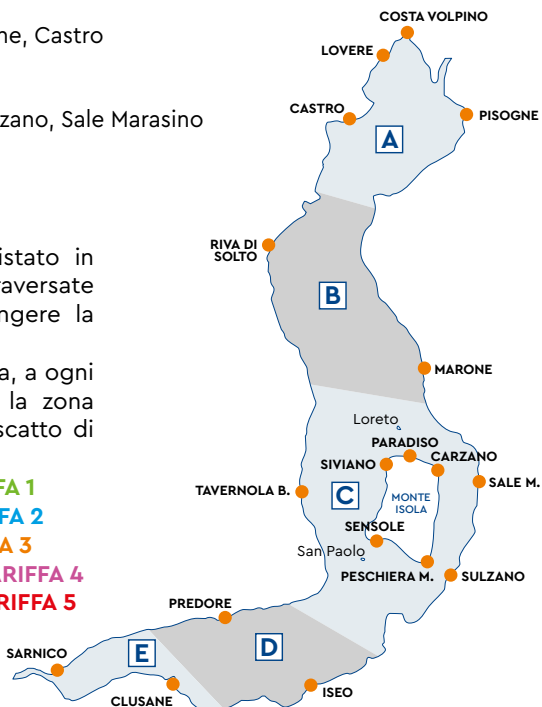 ne, Castro
zano, Sale Marasino
istato in
raversate
ngere la
a, a ogni
la zona
scatto di
FA 1
FA 2
A 3
ARIFFA 4
RIFFA 5
COSTA VOLPINO
LOVERE
CASTRO
PISOGNE
A
RIVA DI
SOLTO
B
MARONE
Loreto
PARADISO
CARZANO
SIVIANO
SALE M.
TAVERNOLA B.
C
MONTE
ISOLA
SENSOLE
San Paolo
PESCHIERA M.
SULZANO
PREDORE
D
E
SARNICO
ISEO
CLUSANE